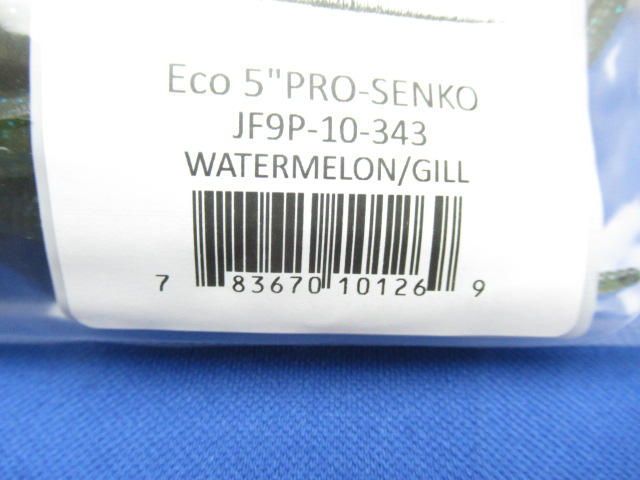 Eco 5"PRO-SENKO
JF9P-10-343
WATERMELON/GILL
7 83670 10126 9